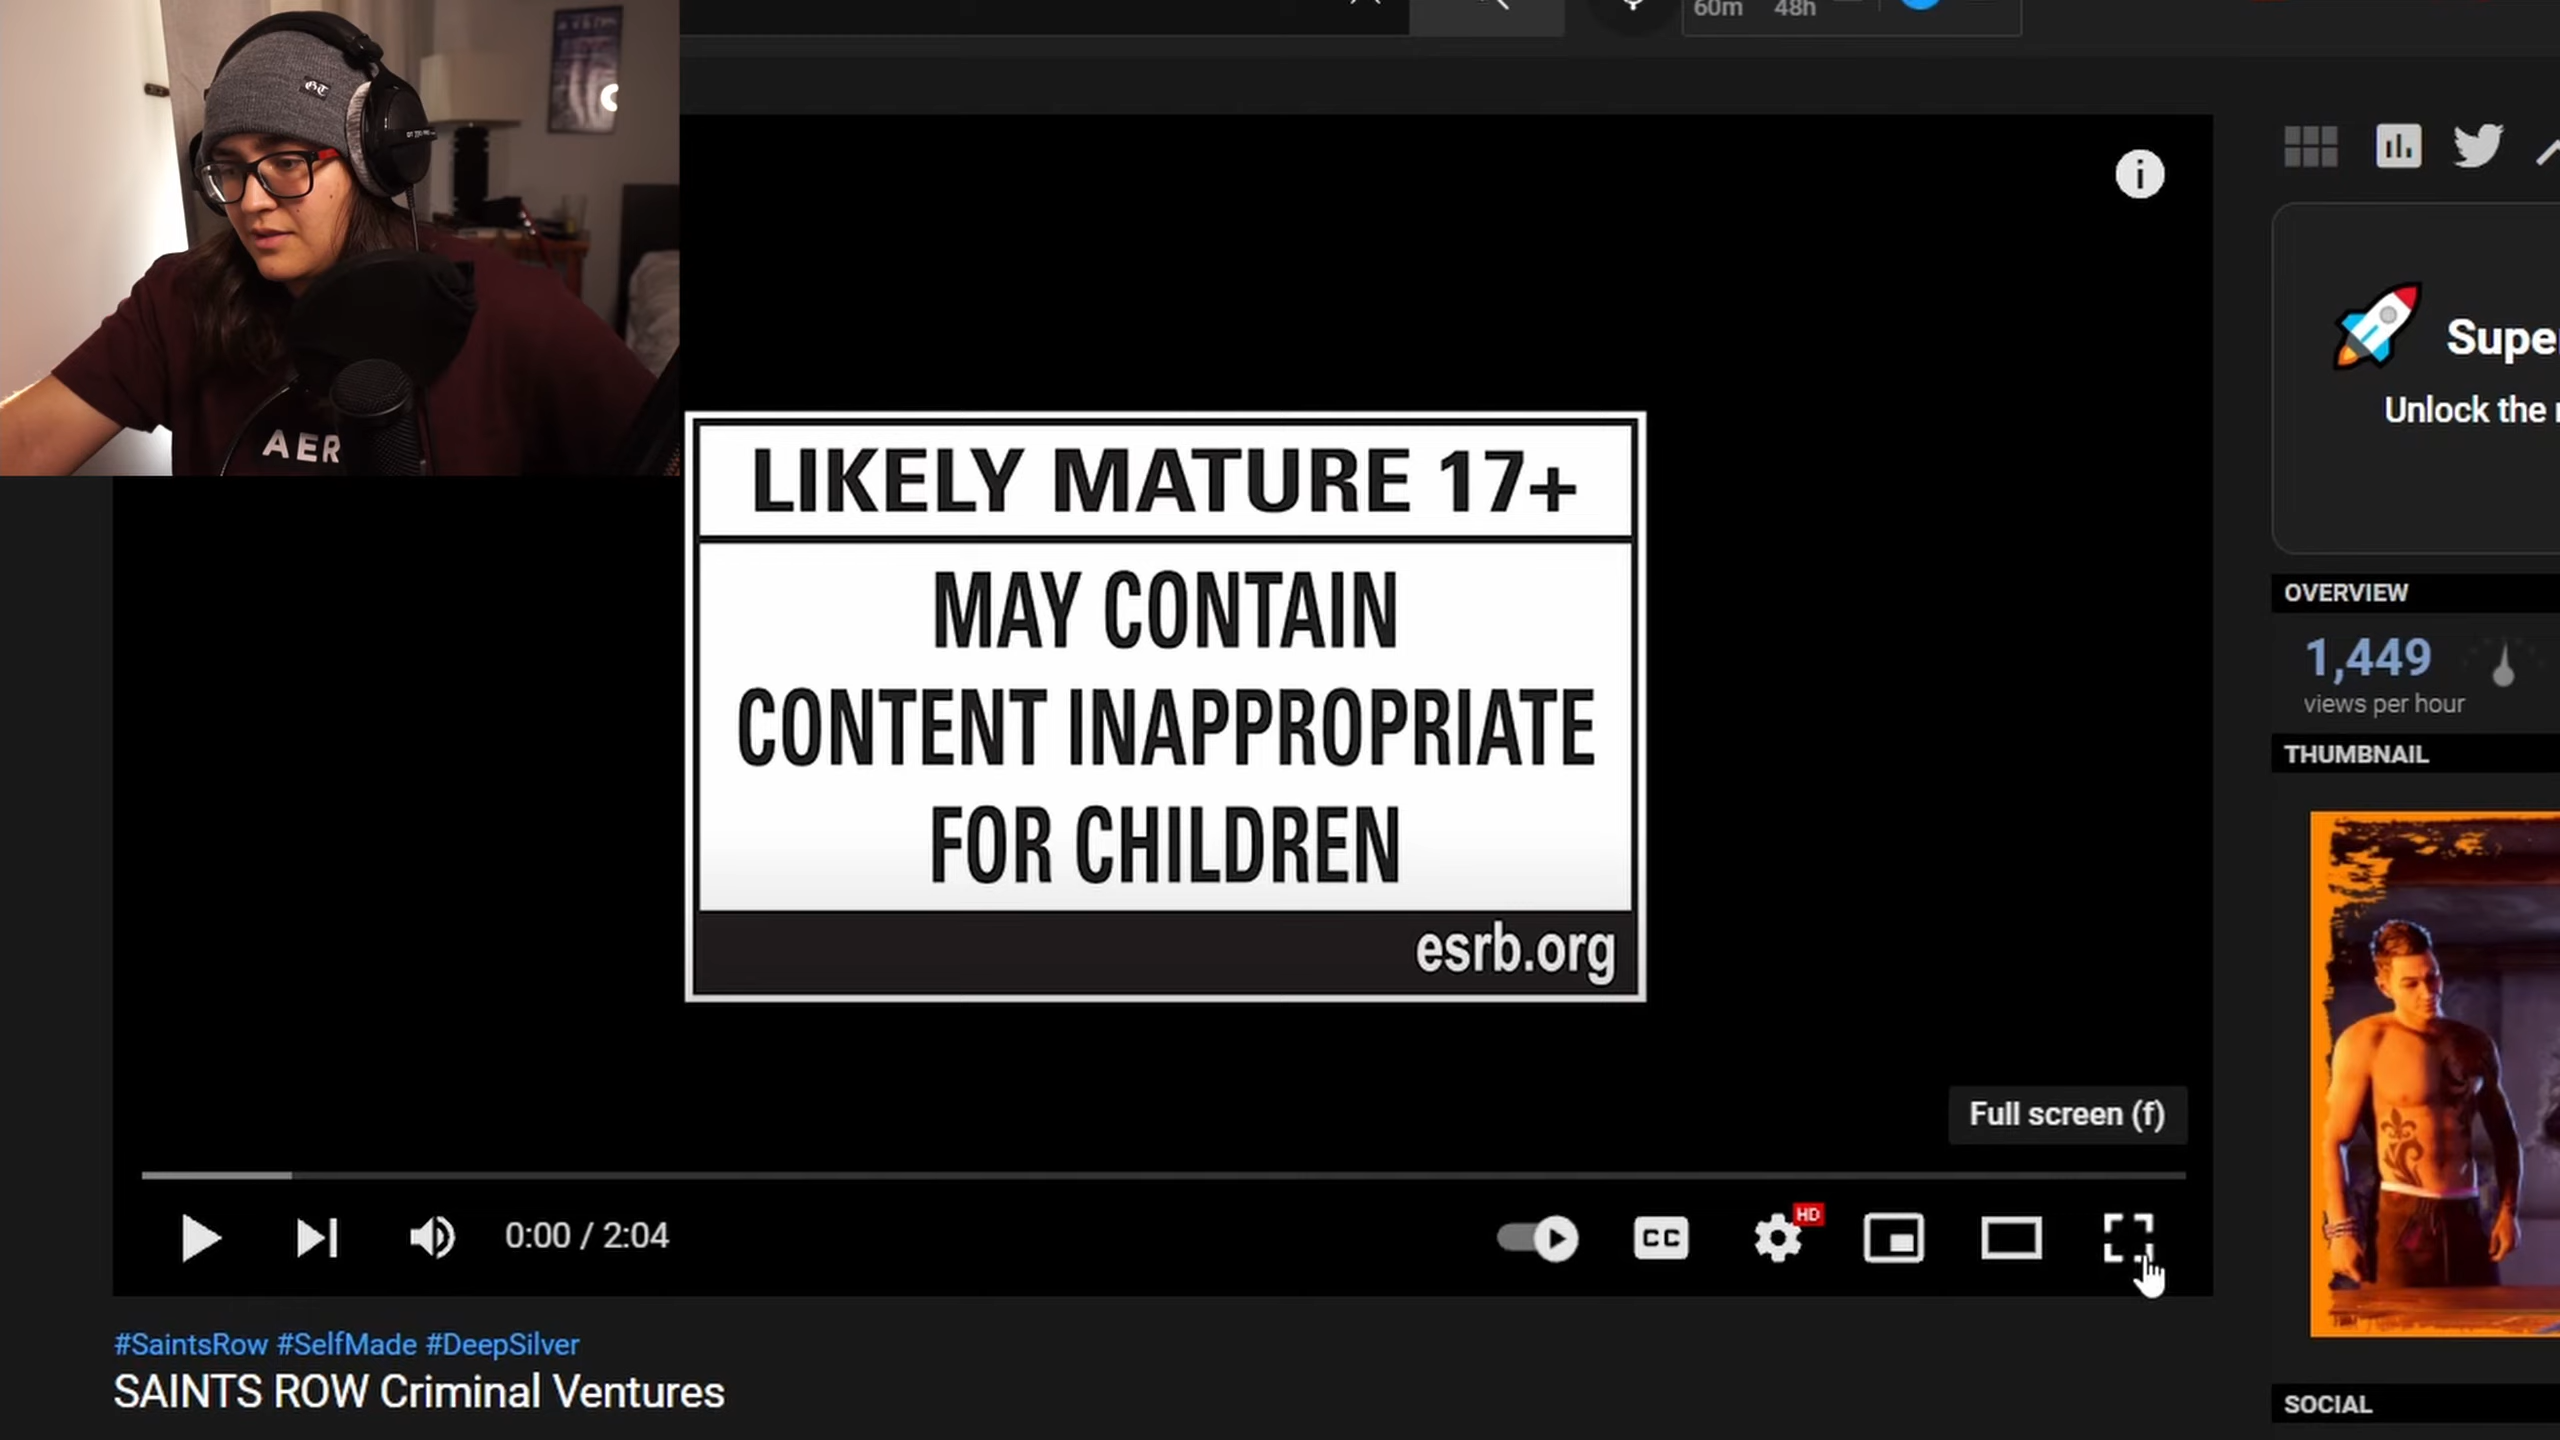 60m 48h
AER
LIKELY MATURE 17+
MAY CONTAIN
CONTENT INAPPROPRIATE
FOR CHILDREN
esrb.org
Full screen (f)
0:00 / 2:04
CC
HD
#SaintsRow #SelfMade #DeepSilver
SAINTS ROW Criminal Ventures
Unlock the
OVERVIEW
1,449
views per hour
THUMBNAIL
SOCIAL